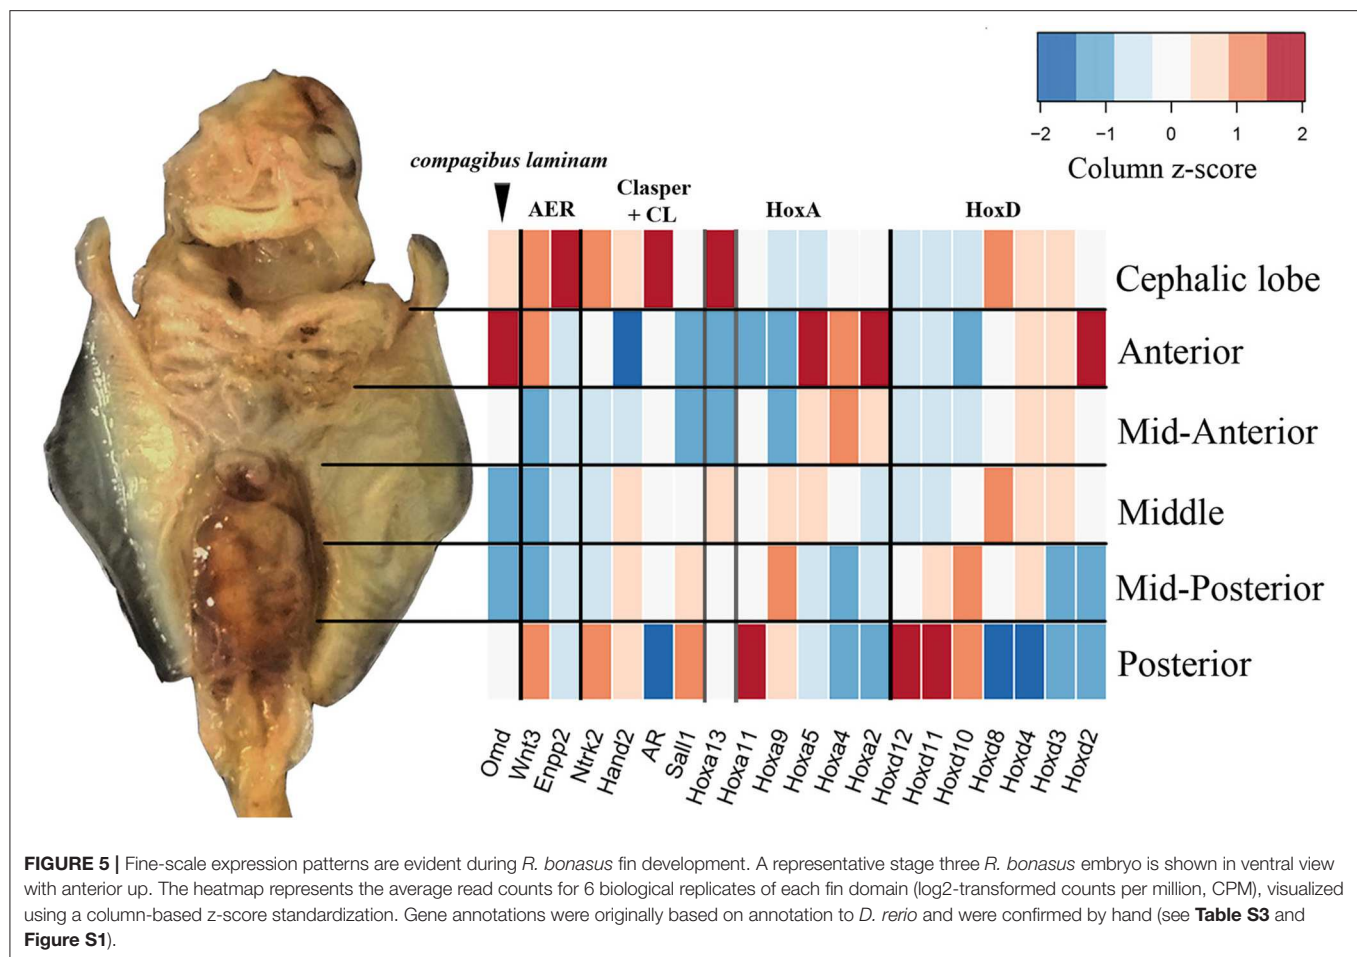 −2 −1 0 1 2
Column z-score
compagibus laminam
AER
Clasper
+ CL
HoxA
HoxD
Cephalic lobe
Anterior
Mid-Anterior
Middle
Mid-Posterior
Posterior
Omd
Wnt3
Enpp2
Ntrk2
Hand2
AR
Sall1
Hoxa13
Hoxa11
Hoxa9
Hoxa5
Hoxa4
Hoxa2
Hoxd12
Hoxd11
Hoxd10
Hoxd8
Hoxd4
Hoxd3
Hoxd2
FIGURE 5 | Fine-scale expression patterns are evident during R. bonasus fin development. A representative stage three R. bonasus embryo is shown in ventral view
with anterior up. The heatmap represents the average read counts for 6 biological replicates of each fin domain (log2-transformed counts per million, CPM), visualized
using a column-based z-score standardization. Gene annotations were originally based on annotation to D. rerio and were confirmed by hand (see Table S3 and
Figure S1).